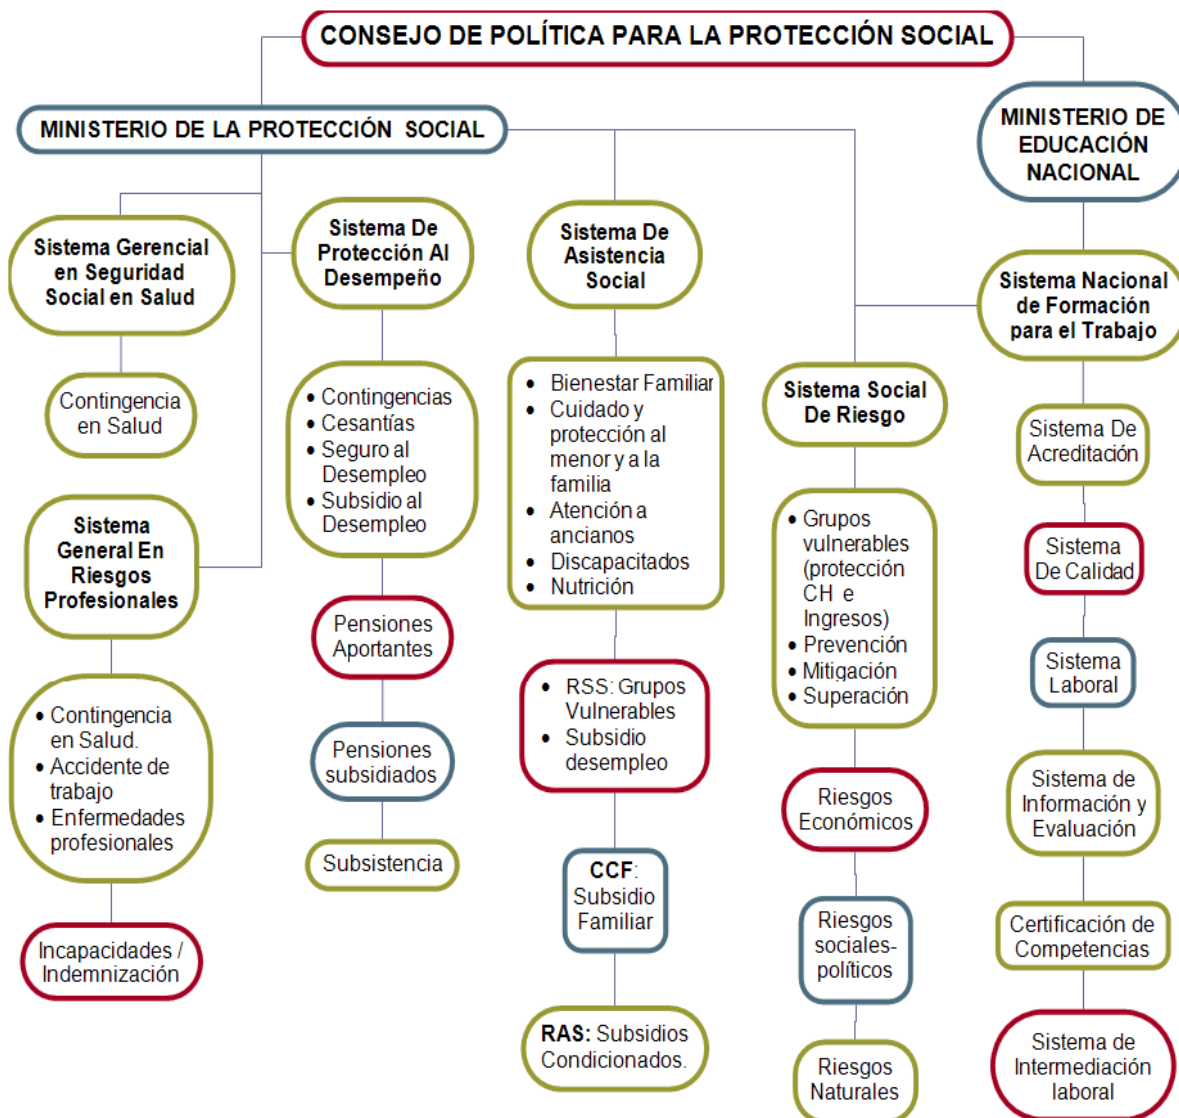 CONSEJO DE POLÍTICA PARA LA PROTECCIÓN SOCIAL
MINISTERIO DE LA PROTECCIÓN SOCIAL
MINISTERIO DE
EDUCACIÓN
NACIONAL
Sistema Gerencial
en Seguridad
Social en Salud
Contingencia
en Salud
Sistema
General En
Riesgos
Profesionales
• Contingencia
en Salud.
• Accidente de
trabajo
• Enfermedades
profesionales
Incapacidades /
Indemnización
Sistema De
Protección Al
Desempeño
• Contingencias
• Cesantías
• Seguro al
Desempleo
• Subsidio al
Desempleo
Pensiones
Aportantes
Pensiones
subsidiados
Subsistencia
Sistema De
Asistencia
Social
• Bienestar Familiar
• Cuidado y
protección al
menor y a la
familia
• Atención a
ancianos
• Discapacitados
• Nutrición
• RSS: Grupos
Vulnerables
• Subsidio
desempleo
CCF:
Subsidio
Familiar
RAS: Subsidios
Condicionados.
Sistema Social
De Riesgo
• Grupos
vulnerables
(protección
CH e
Ingresos)
• Prevención
• Mitigación
• Superación
Riesgos
Económicos
Riesgos
sociales-
políticos
Riesgos
Naturales
Sistema Nacional
de Formación
para el Trabajo
Sistema De
Acreditación
Sistema
De Calidad
Sistema
Laboral
Sistema de
Información y
Evaluación
Certificación de
Competencias
Sistema de
Intermediación
laboral